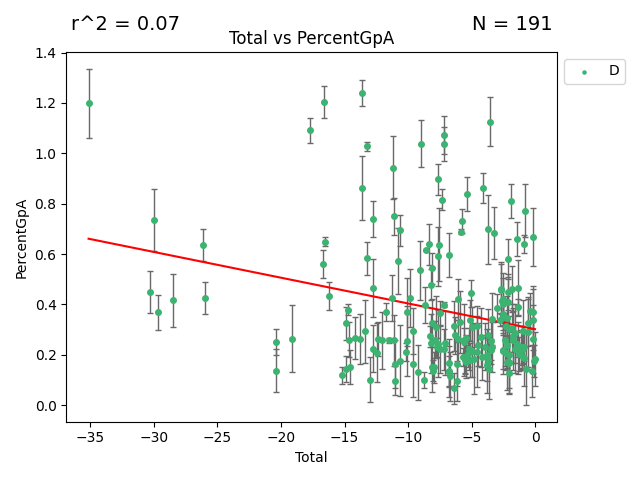 r^2 = 0.07
N = 191
Total vs PercentGpA
D
PercentGpA
1.4
1.2
1.0
0.8
0.6
0.4
0.2
0.0
−35
−30
−25
−20
−15
−10
−5
0
Total